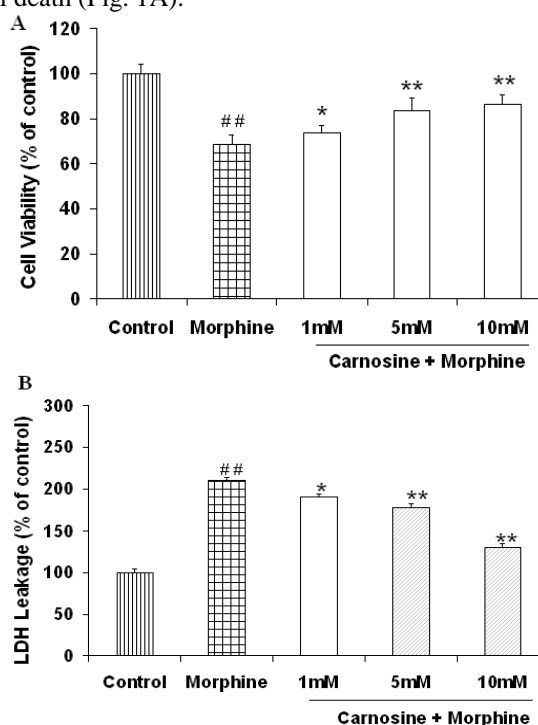 death (Fig. 1A).
A
120
100
80
60
40
20
0
Cell Viability (% of control)
##
*
**
**
Control Morphine 1mM 5mM 10mM
Carnosine + Morphine
B
300
250
200
150
100
50
0
LDH Leakage (% of control)
##
*
**
**
Control Morphine 1mM 5mM 10mM
Carnosine + Morphine